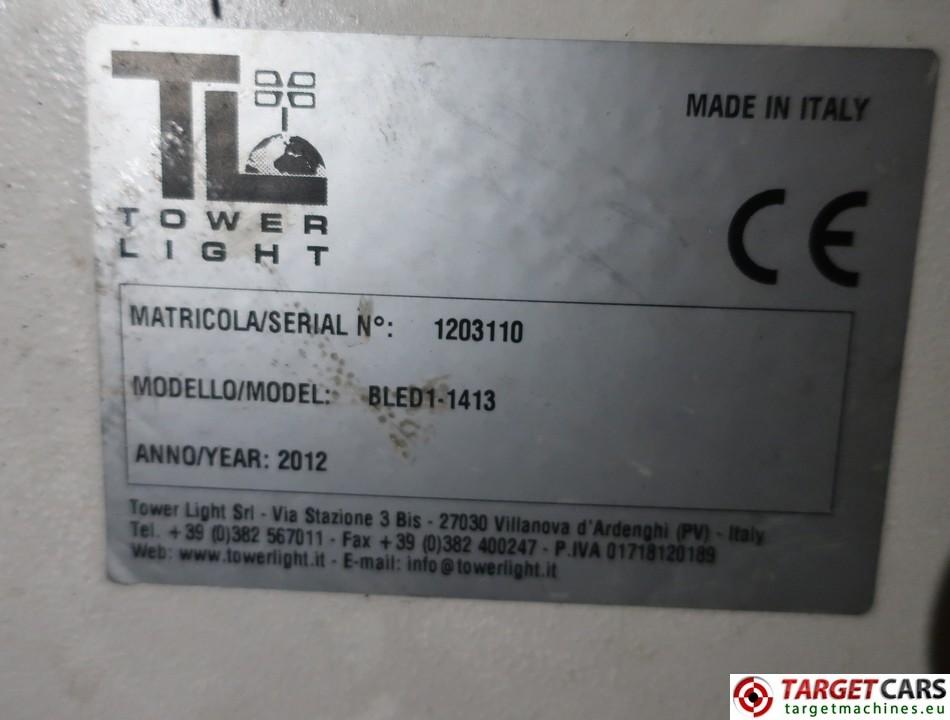 TL
TOWER
LIGHT
MADE IN ITALY
CE
MATRICOLA/SERIAL N°: 1203110
MODELLO/MODEL: BLED1-1413
ANNO/YEAR: 2012
Tower Light Srl - Via Stazione 3 Bis - 27030 Villanova d'Ardenghi (PV) - Italy
Tel. +39 (0)382 567011 - Fax +39 (0)382 400247 - P.IVA 01718120189
Web: www.towerlight.it - E-mail: info@towerlight.it
TARGETCARS
targetmachines.eu